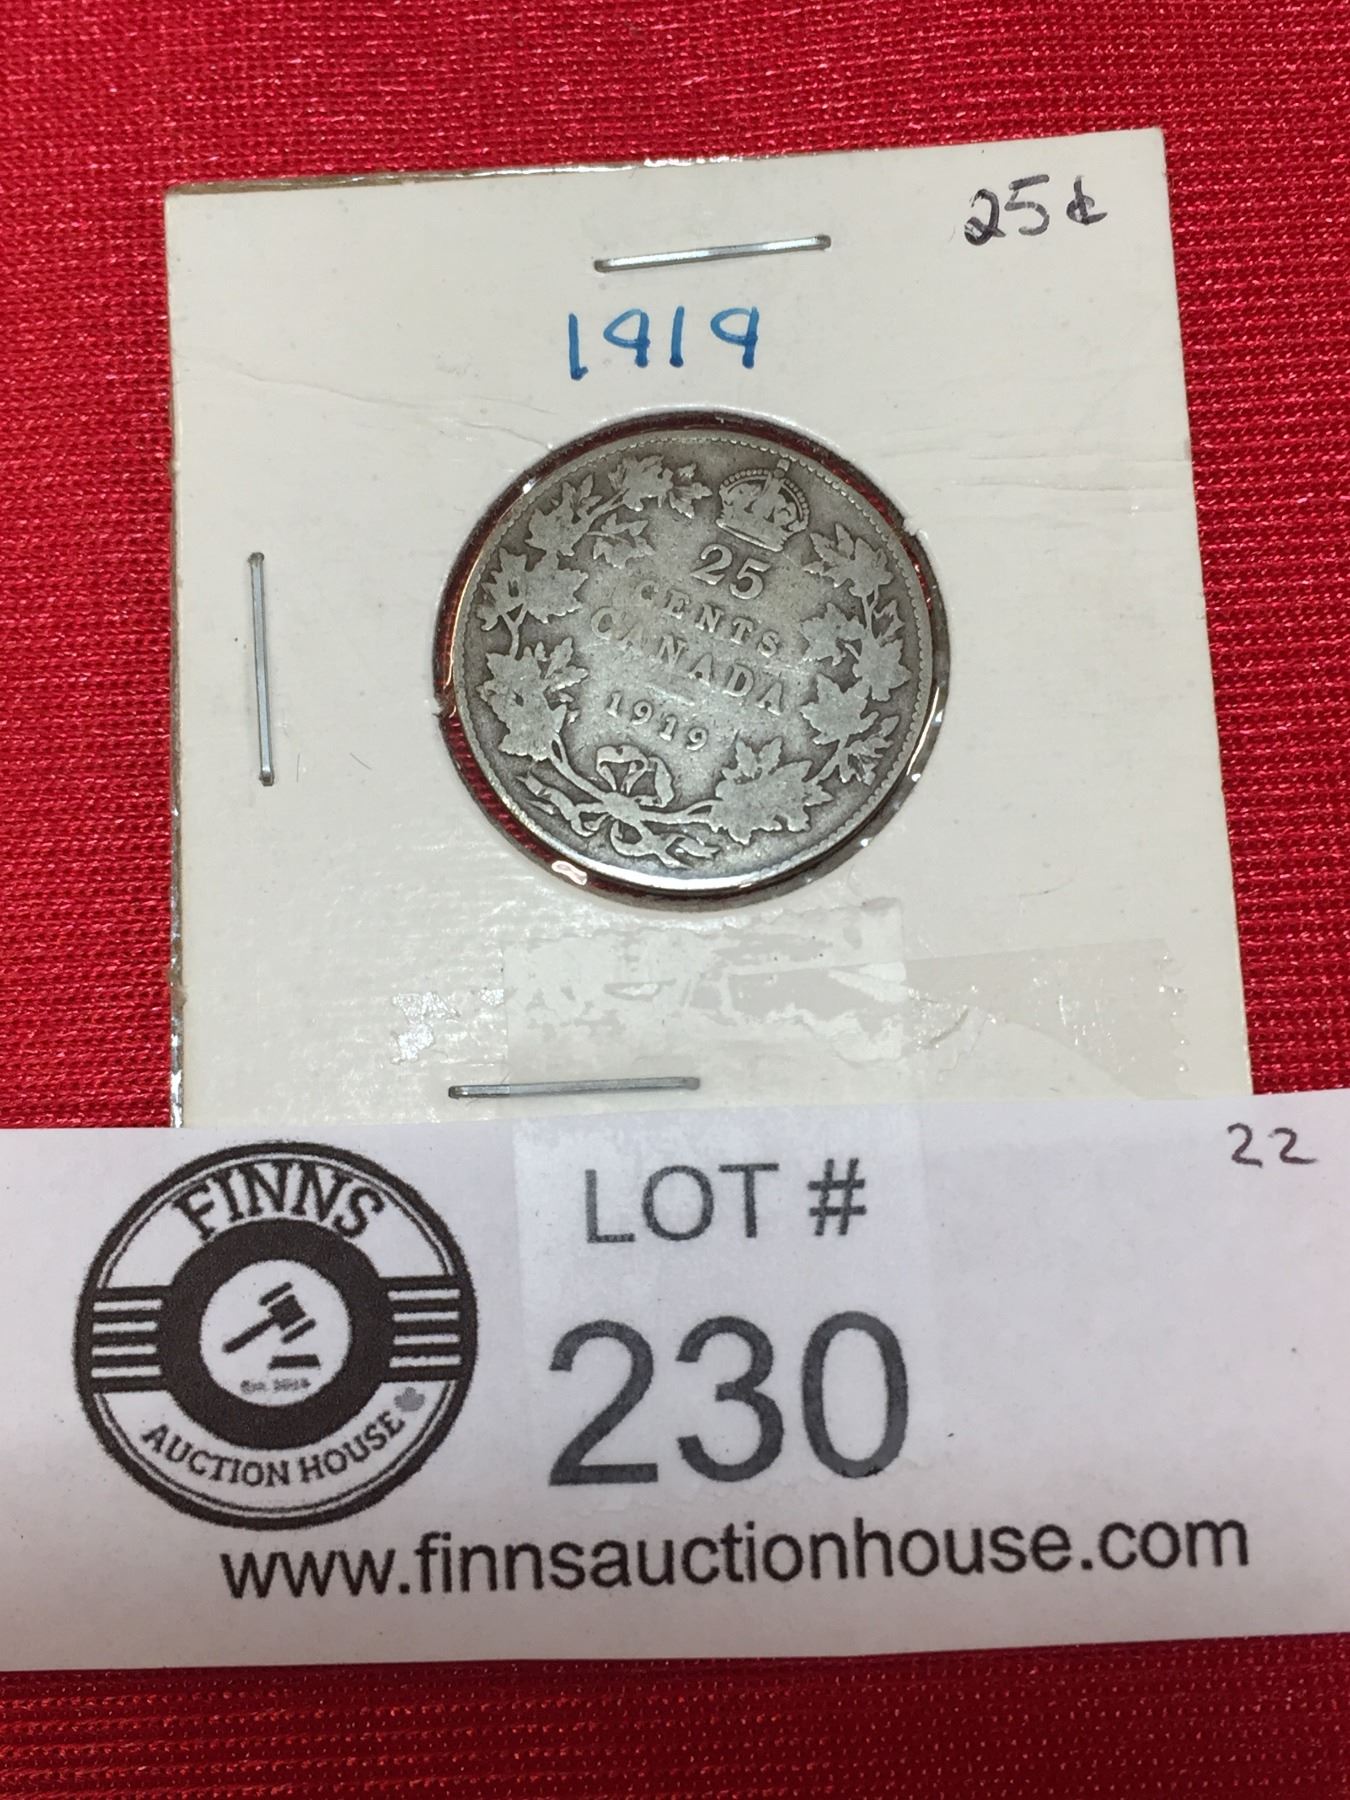 25¢
1919
25
CENTS
CANADA
1919
22
FINNS
AUCTION HOUSE
LOT #
230
www.finnsauctionhouse.com